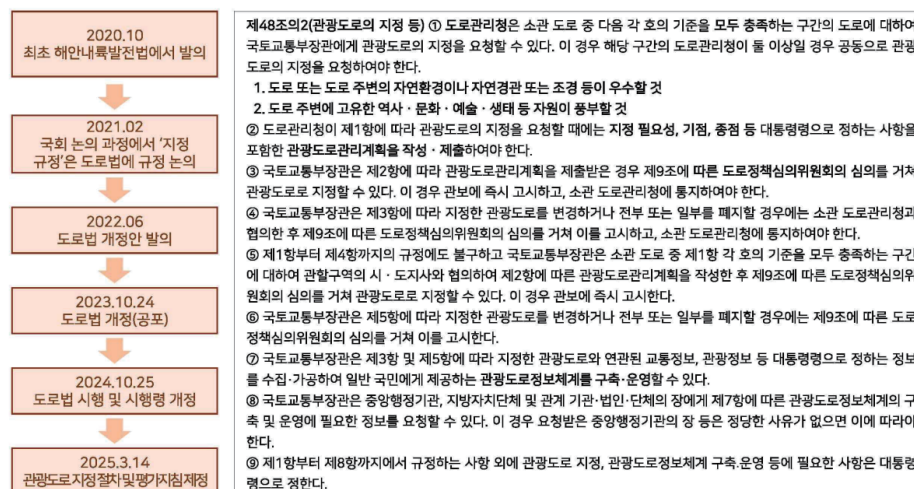 2020.10
최초 해안내륙발전법에서 발의
2021.02
국회 논의 과정에서 '지정
규정'은 도로법에 규정 논의
2022.06
도로법 개정안 발의
2023.10.24
도로법 개정(공포)
2024.10.25
도로법 시행 및 시행령 개정
2025.3.14
관광도로 지정 절차 및 평가지침 제정
제48조의2(관광도로의 지정 등) ① 도로관리청은 소관 도로 중 다음 각 호의 기준을 모두 충족하는 구간의 도로에 대하여
국토교통부장관에게 관광도로의 지정을 요청할 수 있다. 이 경우 해당 구간의 도로관리청이 둘 이상일 경우 공동으로 관광
도로의 지정을 요청하여야 한다.
1. 도로 또는 도로 주변의 자연환경이나 자연경관 또는 조경 등이 우수할 것
2. 도로 주변에 고유한 역사 · 문화 · 예술 · 생태 등 자원이 풍부할 것
② 도로관리청이 제1항에 따라 관광도로의 지정을 요청할 때에는 지정 필요성, 기점, 종점 등 대통령령으로 정하는 사항을
포함한 관광도로관리계획을 작성 · 제출하여야 한다.
③ 국토교통부장관은 제2항에 따라 관광도로관리계획을 제출받은 경우 제9조에 따른 도로정책심의위원회의 심의를 거쳐
관광도로로 지정할 수 있다. 이 경우 관보에 즉시 고시하고, 소관 도로관리청에 통지하여야 한다.
④ 국토교통부장관은 제3항에 따라 지정한 관광도로를 변경하거나 전부 또는 일부를 폐지할 경우에는 소관 도로관리청과
협의한 후 제9조에 따른 도로정책심의위원회의 심의를 거쳐 이를 고시하고, 소관 도로관리청에 통지하여야 한다.
⑤ 제1항부터 제4항까지의 규정에도 불구하고 국토교통부장관은 소관 도로 중 제1항 각 호의 기준을 모두 충족하는 구간
에 대하여 관할구역의 시 · 도지사와 협의하여 제2항에 따른 관광도로관리계획을 작성한 후 제9조에 따른 도로정책심의위
원회의 심의를 거쳐 관광도로로 지정할 수 있다. 이 경우 관보에 즉시 고시한다.
⑥ 국토교통부장관은 제5항에 따라 지정한 관광도로를 변경하거나 전부 또는 일부를 폐지할 경우에는 제9조에 따른 도로
정책심의위원회의 심의를 거쳐 이를 고시한다.
⑦ 국토교통부장관은 제3항 및 제5항에 따라 지정한 관광도로와 연관된 교통정보, 관광정보 등 대통령령으로 정하는 정보
를 수집·가공하여 일반 국민에게 제공하는 관광도로정보체계를 구축·운영할 수 있다.
⑧ 국토교통부장관은 중앙행정기관, 지방자치단체 및 관계 기관·법인·단체의 장에게 제7항에 따른 관광도로정보체계의 구
축 및 운영에 필요한 정보를 요청할 수 있다. 이 경우 요청받은 중앙행정기관의 장 등은 정당한 사유가 없으면 이에 따라야
한다.
⑨ 제1항부터 제8항까지에서 규정하는 사항 외에 관광도로 지정, 관광도로정보체계 구축.운영 등에 필요한 사항은 대통령
령으로 정한다.